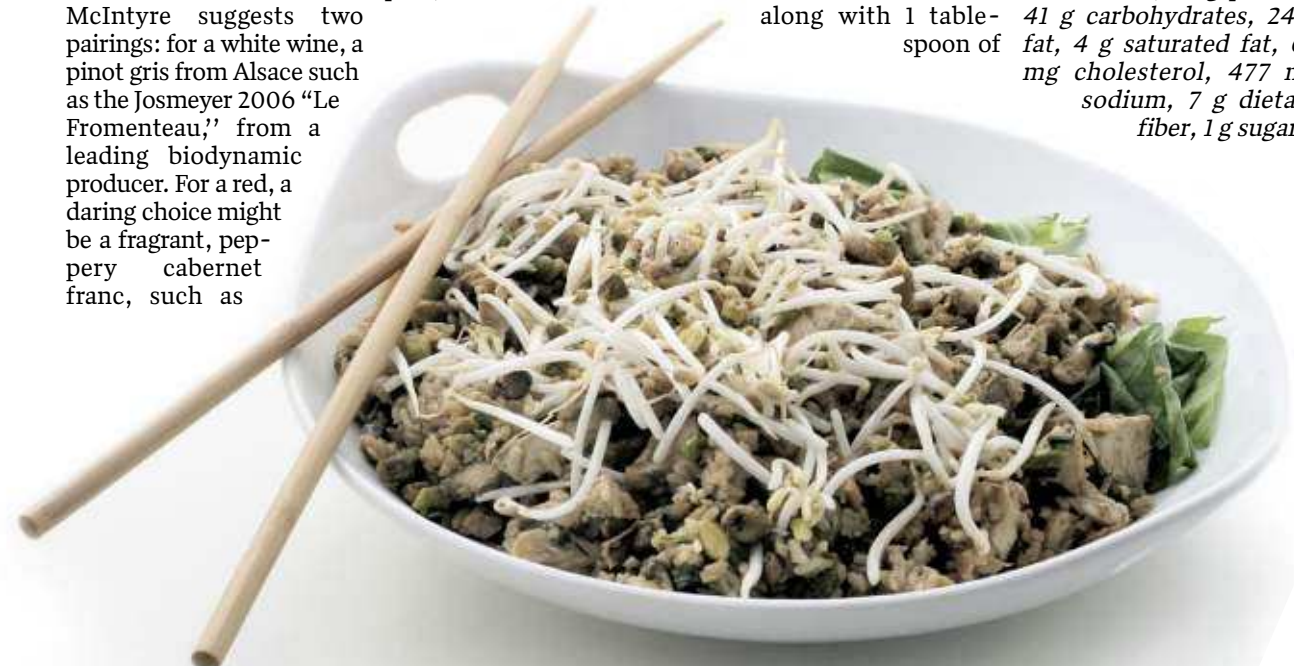 McIntyre suggests two
pairings: for a white wine, a
pinot gris from Alsace such
as the Josmeyer 2006 “Le
Fromenteau,’’ from a
leading biodynamic
producer. For a red, a
daring choice might
be a fragrant, pep-
pery cabernet
franc, such as
along with 1 table-
spoon of
41 g carbohydrates, 24
fat, 4 g saturated fat,
mg cholesterol, 477
sodium, 7 g dieta
fiber, 1 g sugar